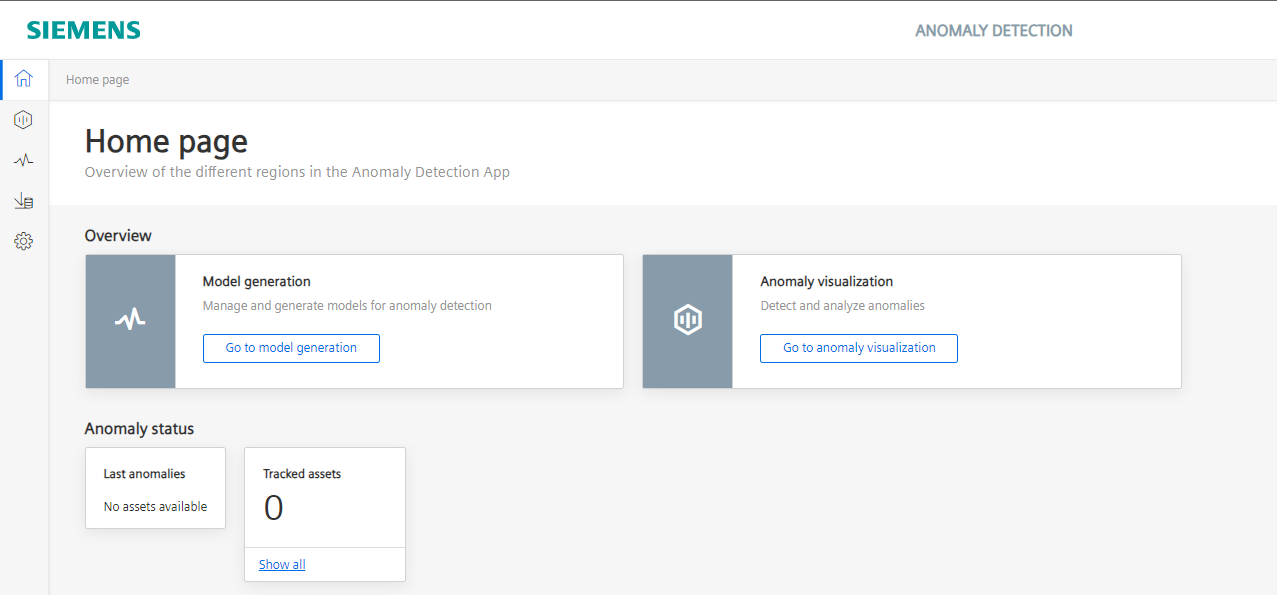 SIEMENS
ANOMALY DETECTION
Home page
Home page
Overview of the different regions in the Anomaly Detection App
Overview
Model generation
Manage and generate models for anomaly detection
Go to model generation
Anomaly visualization
Detect and analyze anomalies
Go to anomaly visualization
Anomaly status
Last anomalies
No assets available
Tracked assets
0
Show all